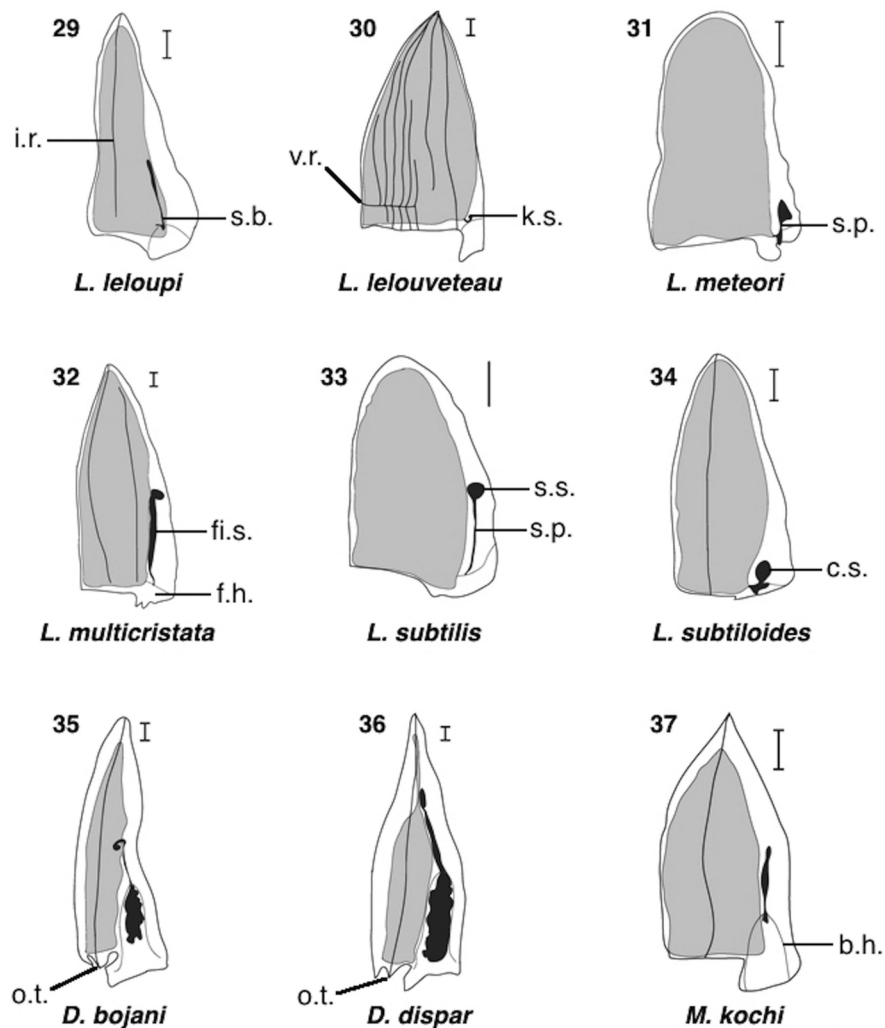 29
30
31
i.r.
v.r.
s.b.
k.s.
s.p.
L. leloupi
L. lelouveteau
L. meteori
32
33
34
s.s.
fi.s.
s.p.
c.s.
f.h.
L. multicristata
L. subtilis
L. subtiloides
35
36
37
b.h.
o.t.
o.t.
D. bojani
D. dispar
M. kochi